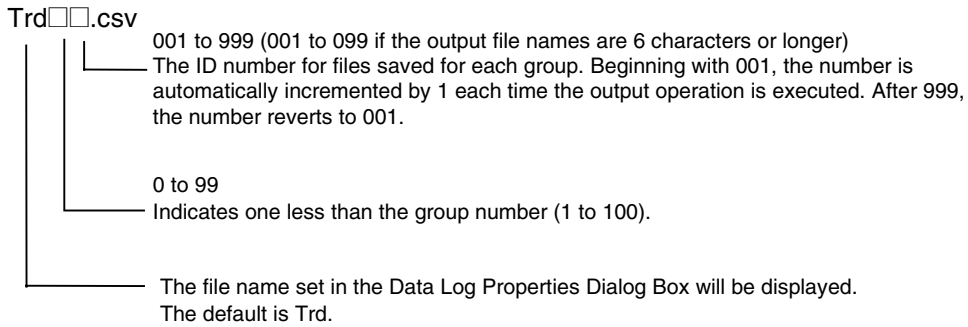 Trd□□.csv
001 to 999 (001 to 099 if the output file names are 6 characters or longer)
The ID number for files saved for each group. Beginning with 001, the number is
automatically incremented by 1 each time the output operation is executed. After 999,
the number reverts to 001.
0 to 99
Indicates one less than the group number (1 to 100).
The file name set in the Data Log Properties Dialog Box will be displayed.
The default is Trd.